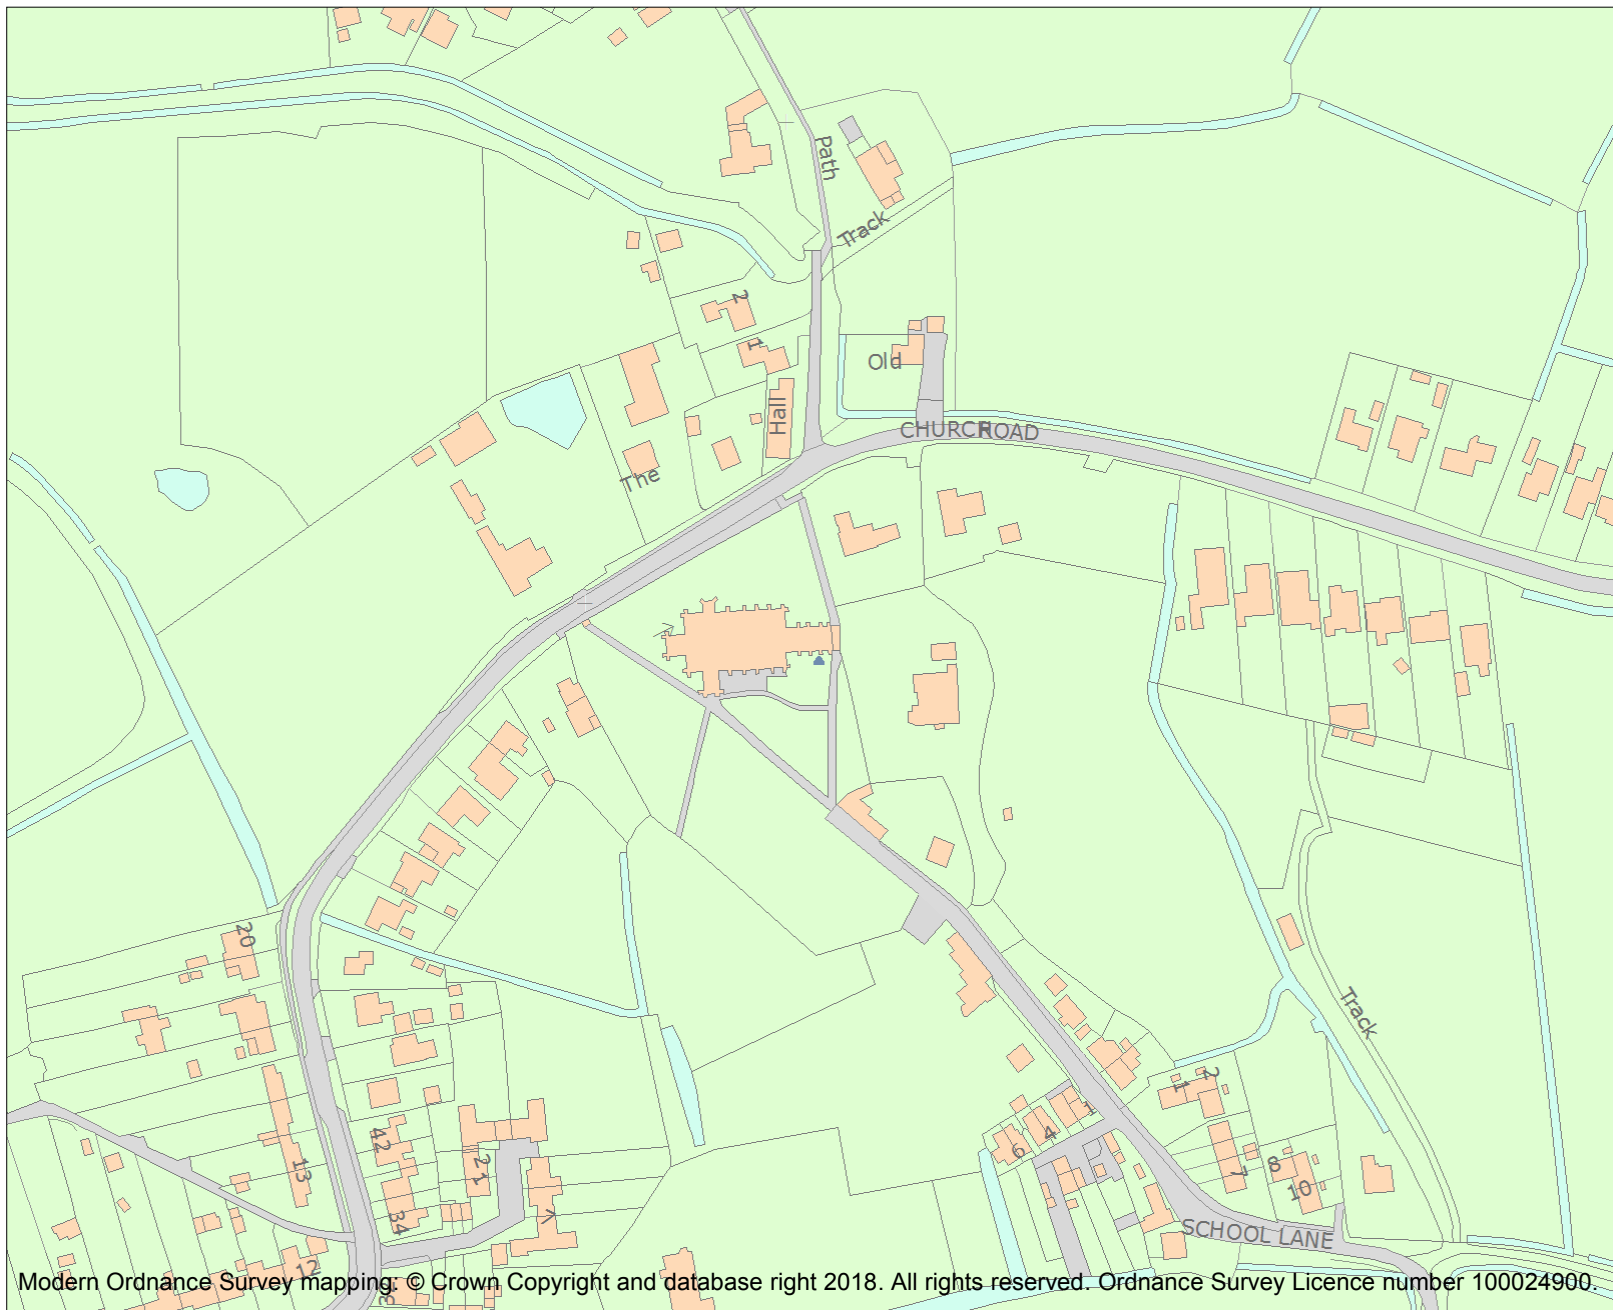 Path
Track
2
1
Old
Hall
CHURCH ROAD
The
20
Track
1 2
42
4
6
13
21
7
8
10
34
SCHOOL LANE
12
Modern Ordnance Survey mapping: © Crown Copyright and database right 2018. All rights reserved. Ordnance Survey Licence number 100024900.